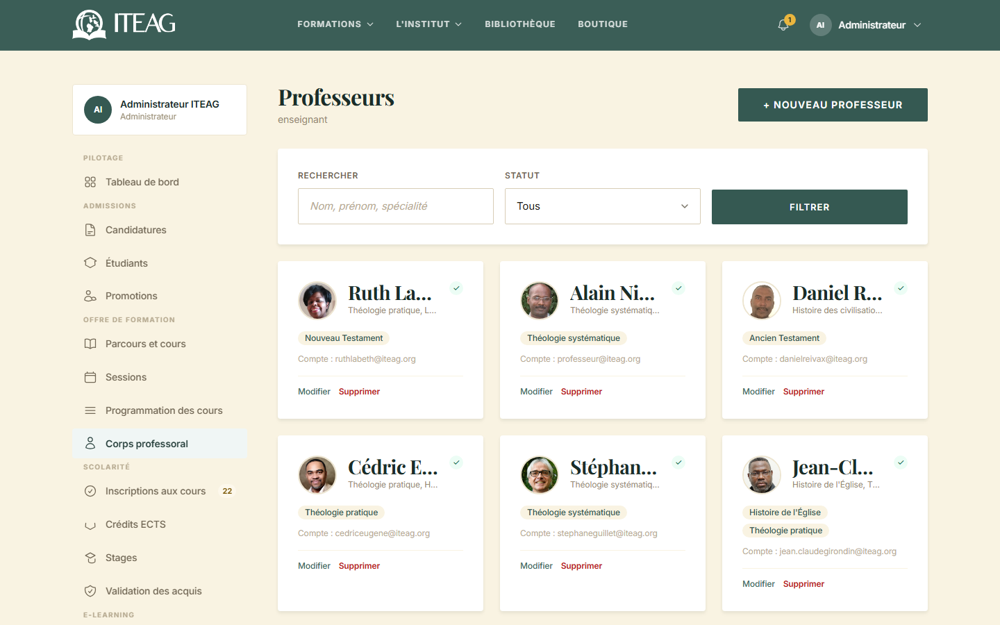 ITEAG
FORMATIONS
L'INSTITUT
BIBLIOTHÈQUE
BOUTIQUE
1
AI
Administrateur
AI
Administrateur ITEAG
Administrateur
PILOTAGE
Tableau de bord
ADMISSIONS
Candidatures
Étudiants
Promotions
OFFRE DE FORMATION
Parcours et cours
Sessions
Programmation des cours
Corps professoral
SCOLARITÉ
Inscriptions aux cours
22
Crédits ECTS
Stages
Validation des acquis
E-LEARNING
Professeurs
enseignant
+ NOUVEAU PROFESSEUR
RECHERCHER
Nom, prénom, spécialité
STATUT
Tous
FILTRER
Ruth La...
Théologie pratique, L...
Nouveau Testament
Compte : ruthlabeth@iteag.org
Modifier Supprimer
Alain Ni...
Théologie systématiq...
Théologie systématique
Compte : professeur@iteag.org
Modifier Supprimer
Daniel R...
Histoire des civilisatio...
Ancien Testament
Compte : danielreivax@iteag.org
Modifier Supprimer
Cédric E...
Théologie pratique, H...
Théologie pratique
Compte : cedriceugene@iteag.org
Modifier Supprimer
Stéphan...
Théologie systématiq...
Théologie systématique
Compte : stephaneguillet@iteag.org
Modifier Supprimer
Jean-Cl...
Histoire de l'Église, T...
Histoire de l'Église
Théologie pratique
Compte : jean.claudegirondin@iteag.org
Modifier Supprimer